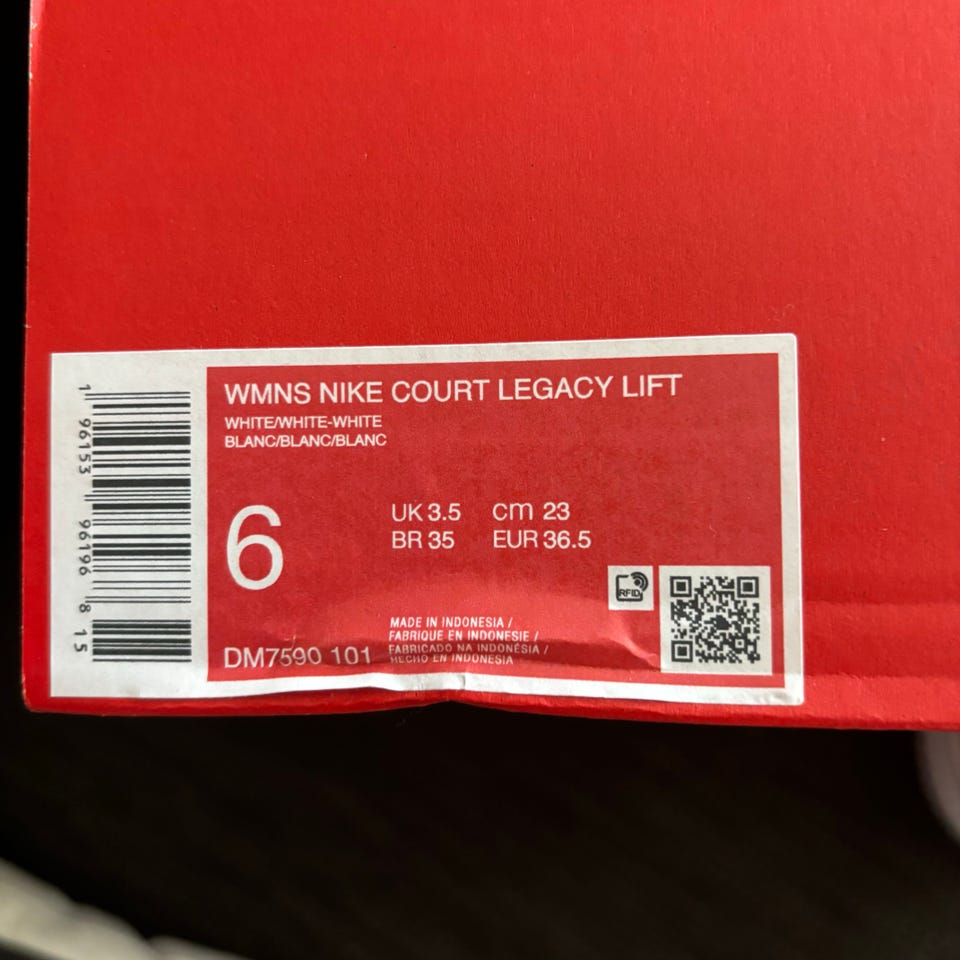 1 96153 96196 8 15
WMNS NIKE COURT LEGACY LIFT
WHITE/WHITE-WHITE
BLANC/BLANC/BLANC
6
UK 3.5 cm 23
BR 35 EUR 36.5
RFID
MADE IN INDONESIA /
FABRIQUE EN INDONESIE /
FABRICADO NA INDONÉSIA /
HECHO EN INDONESIA
DM7590 101